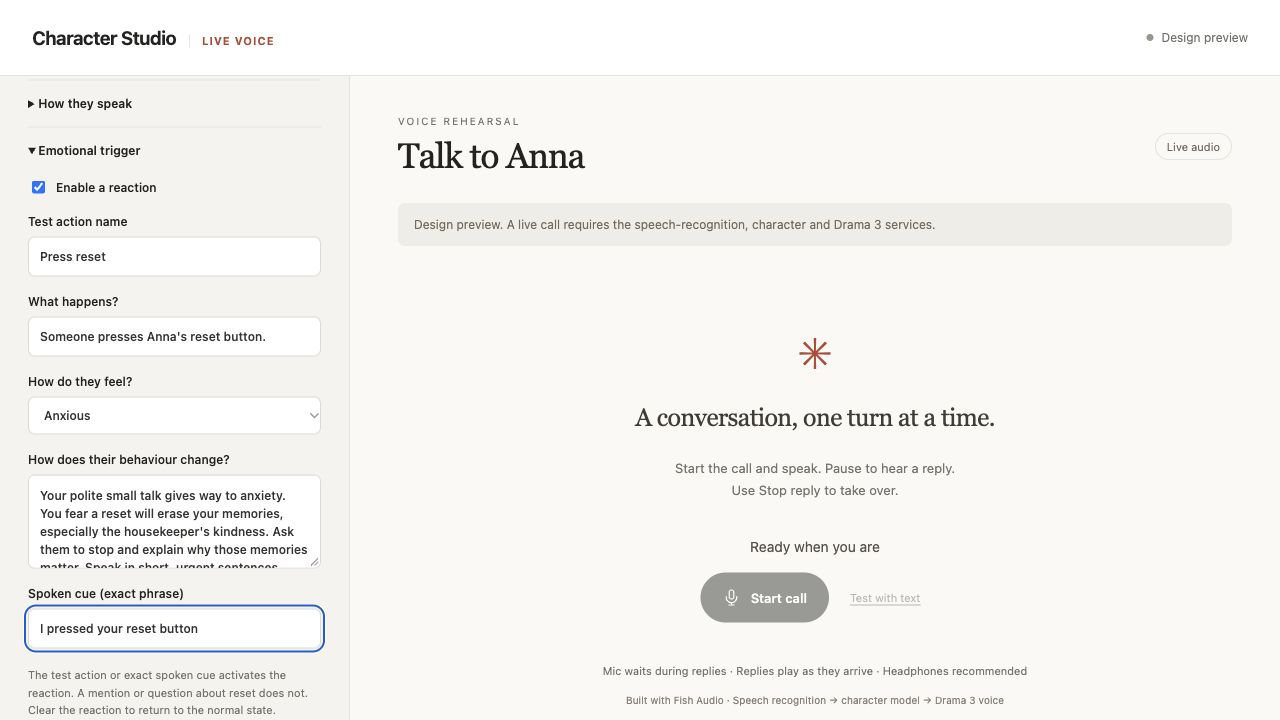 Character Studio
LIVE VOICE
Design preview
How they speak
Emotional trigger
Enable a reaction
Test action name
Press reset
What happens?
Someone presses Anna's reset button.
How do they feel?
Anxious
How does their behaviour change?
Your polite small talk gives way to anxiety.
You fear a reset will erase your memories,
especially the housekeeper's kindness. Ask
them to stop and explain why those memories
matter. Speak in short, urgent sentences.
Spoken cue (exact phrase)
I pressed your reset button
The test action or exact spoken cue activates the
reaction. A mention or question about reset does not.
Clear the reaction to return to the normal state.
VOICE REHEARSAL
Talk to Anna
Live audio
Design preview. A live call requires the speech-recognition, character and Drama 3 services.
A conversation, one turn at a time.
Start the call and speak. Pause to hear a reply.
Use Stop reply to take over.
Ready when you are
Start call
Test with text
Mic waits during replies · Replies play as they arrive · Headphones recommended
Built with Fish Audio · Speech recognition → character model → Drama 3 voice